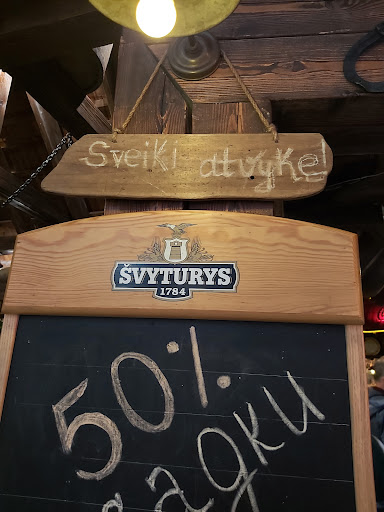 Sveiki atvykę!
ŠVYTURYS
1784
50%